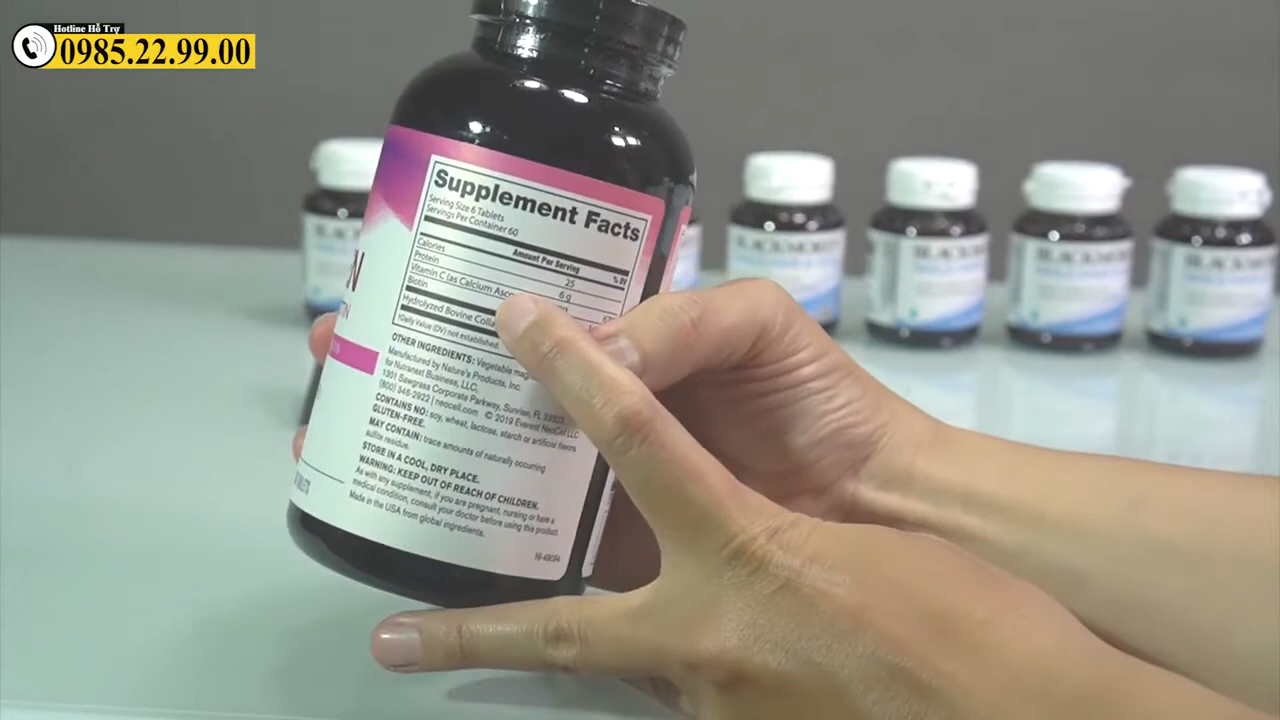 Hotline Hỗ Trợ
0985.22.99.00
Supplement Facts
Serving Size 6 Tablets
Servings Per Container 60
Amount Per Serving % DV
Calories 25
Protein 6 g
Vitamin C (as Calcium Asco
Biotin
Hydrolyzed Bovine Colla
†Daily Value (DV) not established.
OTHER INGREDIENTS: Vegetable mag
Manufactured by Nature's Products, Inc.
for Nutranext Business, LLC.
1301 Sawgrass Corporate Parkway, Sunrise, FL 33323
(800) 346-2922 | neocell.com © 2019 Everest NeoCell LLC
CONTAINS NO: soy, wheat, lactose, starch or artificial flavors
GLUTEN-FREE.
MAY CONTAIN: trace amounts of naturally occurring
sulfite residue.
STORE IN A COOL, DRY PLACE.
WARNING: KEEP OUT OF REACH OF CHILDREN.
As with any supplement, if you are pregnant, nursing or have a
medical condition, consult your doctor before using this product.
Made in the USA from global ingredients.
BLACKMORES
BLACKMORES
BLACKMORES
BLACKMORES